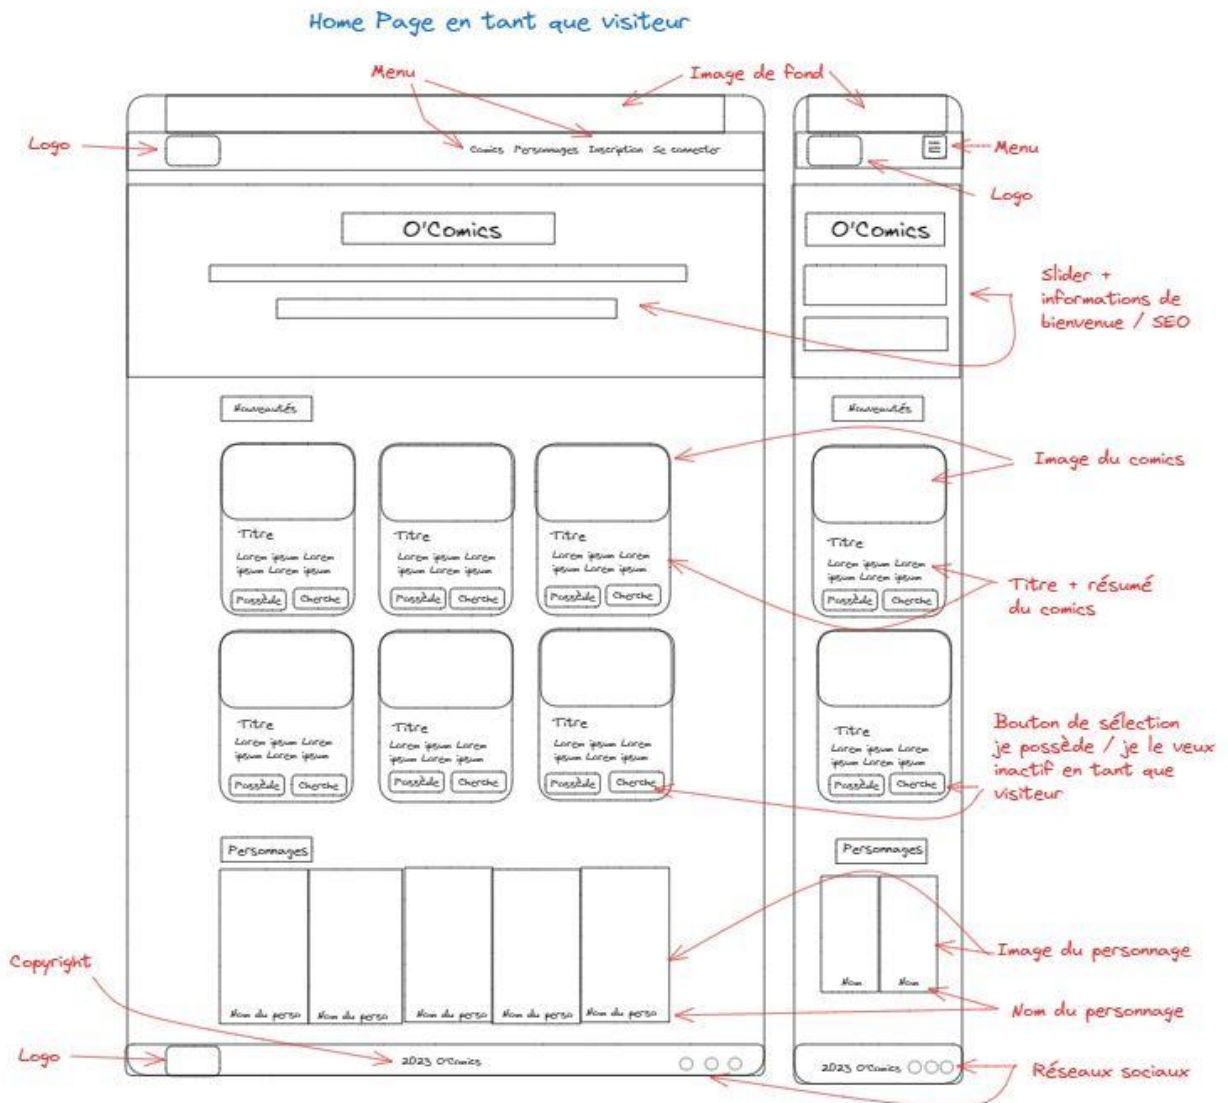 Home Page en tant que visiteur
Menu
Image de fond
Logo
Comics Personnages Inscription Se connecter
Menu
Logo
O'Comics
O'Comics
Slider +
informations de
bienvenue / SEO
Nouveautés
Nouveautés
Image du comics
Titre
Lorem ipsum Lorem
ipsum Lorem ipsum
Possède Cherche
Titre
Lorem ipsum Lorem
ipsum Lorem ipsum
Possède Cherche
Titre
Lorem ipsum Lorem
ipsum Lorem ipsum
Possède Cherche
Titre
Lorem ipsum Lorem
ipsum Lorem ipsum
Possède Cherche
Titre + résumé
du comics
Titre
Lorem ipsum Lorem
ipsum Lorem ipsum
Possède Cherche
Titre
Lorem ipsum Lorem
ipsum Lorem ipsum
Possède Cherche
Titre
Lorem ipsum Lorem
ipsum Lorem ipsum
Possède Cherche
Titre
Lorem ipsum Lorem
ipsum Lorem ipsum
Possède Cherche
Bouton de sélection
je possède / je le veux
inactif en tant que
visiteur
Personnages
Personnages
Nom du perso
Nom du perso
Nom du perso
Nom du perso
Nom du perso
Nom
Nom
Image du personnage
Nom du personnage
Copyright
Logo
2023 O'Comics
2023 O'Comics
Réseaux sociaux